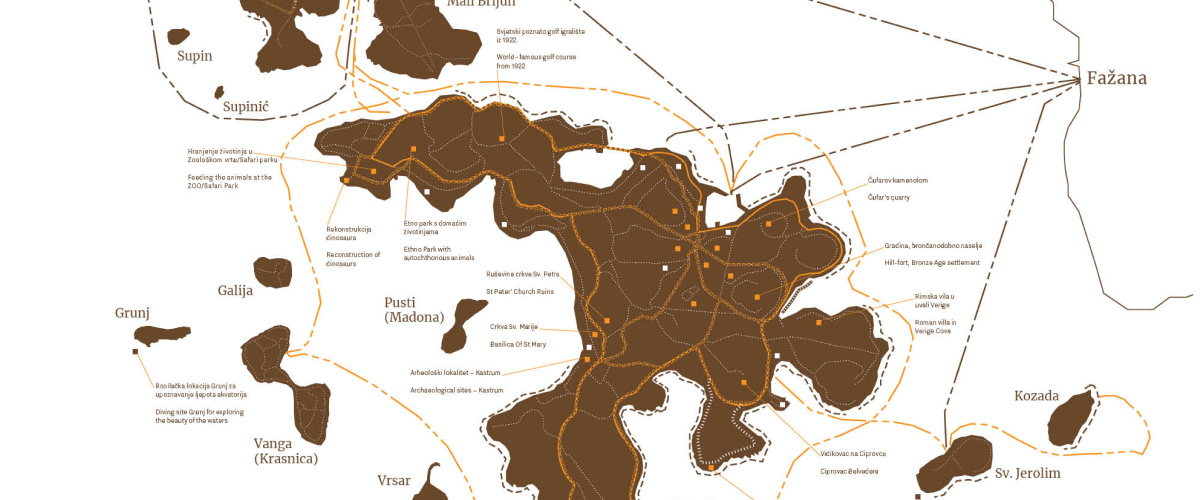 Mali Brijun
Svjetski poznato golf igralište
iz 1922.
World-famous golf course
from 1922
Supin
Supinić
Fažana
Hranjenje životinja u
Zoološkom vrtu/Safari parku
Feeding the animals at the
ZOO/Safari Park
Čufarov kamenolom
Čufar's quarry
Rekonstrukcija
dinosaura
Reconstruction of
dinosaurs
Etno park s domaćim
životinjama
Ethno Park with
autochthonous animals
Gradina, brončanodobno naselje
Hill-fort, Bronze Age settlement
Ruševine crkve Sv. Petra
St Peter' Church Ruins
Galija
Pusti
(Madona)
Grunj
Rimska vila u
uvali Verige
Roman villa in
Verige Cove
Crkva Sv. Marije
Basilica Of St Mary
Arheološki lokalitet – Kastrum
Archaeological sites – Kastrum
Ronilačka lokacija Grunj za
upoznavanje ljepota akvatorija
Diving site Grunj for exploring
the beauty of the waters
Kozada
Vanga
(Krasnica)
Vidikovac na Ciprovcu
Ciprovac Belvedere
Vrsar
Sv. Jerolim